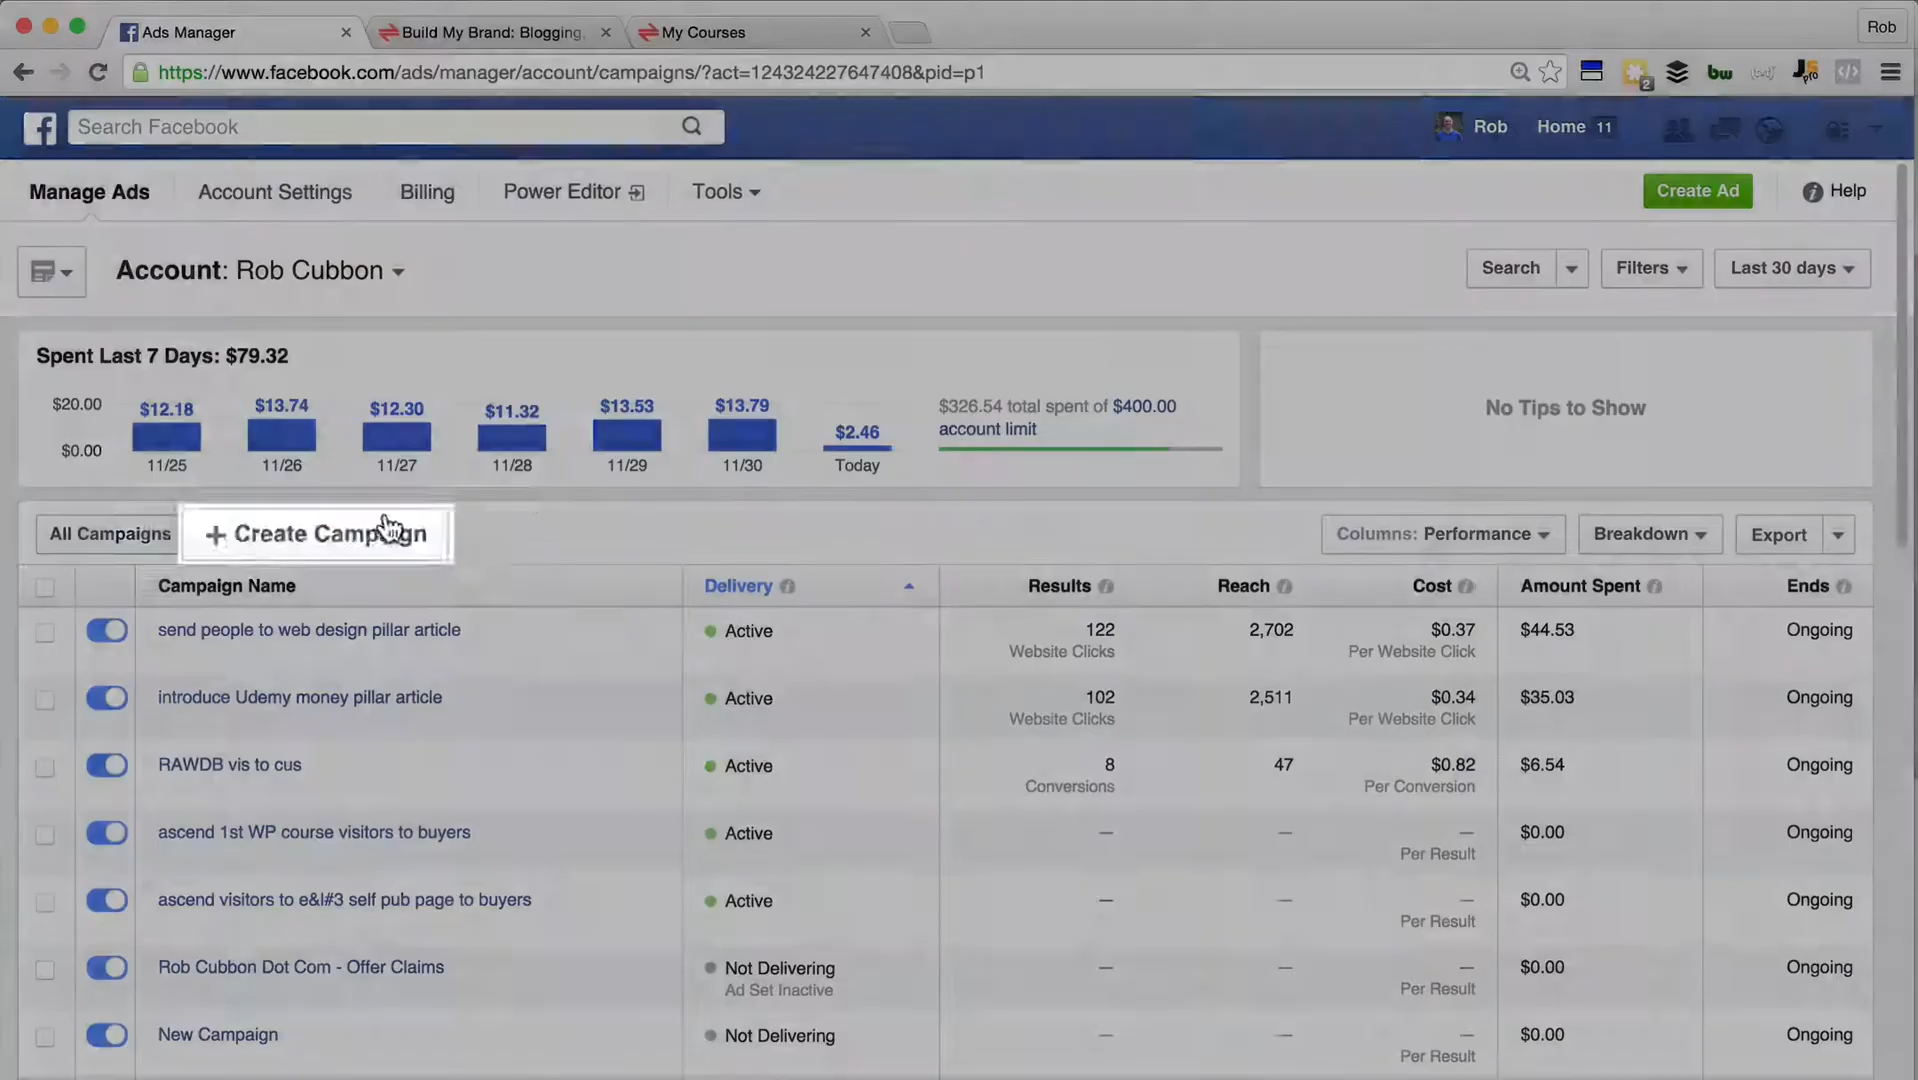 Ads Manager
Build My Brand: Blogging,
My Courses
Rob
https://www.facebook.com/ads/manager/account/campaigns/?act=124324227647408&pid=p1
2
bw
pro
Search Facebook
Rob
Home 11
Manage Ads
Account Settings
Billing
Power Editor
Tools
Create Ad
Help
Account: Rob Cubbon
Search
Filters
Last 30 days
Spent Last 7 Days: $79.32
$20.00
$0.00
$12.18 $13.74 $12.30 $11.32 $13.53 $13.79 $2.46
11/25 11/26 11/27 11/28 11/29 11/30 Today
$326.54 total spent of $400.00
account limit
No Tips to Show
All Campaigns
+ Create Campaign
Columns: Performance
Breakdown
Export
Campaign Name Delivery Results Reach Cost Amount Spent Ends
send people to web design pillar article Active 122 2,702 $0.37 $44.53 Ongoing
Website Clicks Per Website Click
introduce Udemy money pillar article Active 102 2,511 $0.34 $35.03 Ongoing
Website Clicks Per Website Click
RAWDB vis to cus Active 8 47 $0.82 $6.54 Ongoing
Conversions Per Conversion
ascend 1st WP course visitors to buyers Active — — — $0.00 Ongoing
Per Result
ascend visitors to e&l#3 self pub page to buyers Active — — — $0.00 Ongoing
Per Result
Rob Cubbon Dot Com - Offer Claims Not Delivering — — — $0.00 Ongoing
Ad Set Inactive Per Result
New Campaign Not Delivering — — — $0.00 Ongoing
Per Result